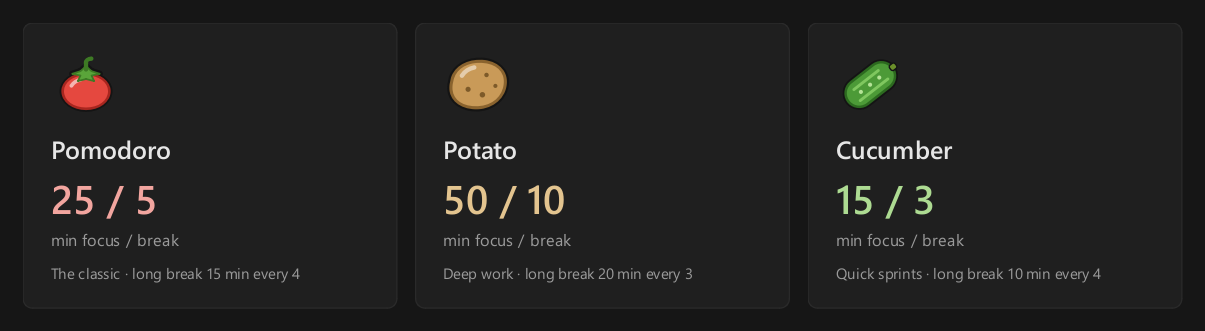 Pomodoro
25 / 5
min focus / break
The classic · long break 15 min every 4
Potato
50 / 10
min focus / break
Deep work · long break 20 min every 3
Cucumber
15 / 3
min focus / break
Quick sprints · long break 10 min every 4